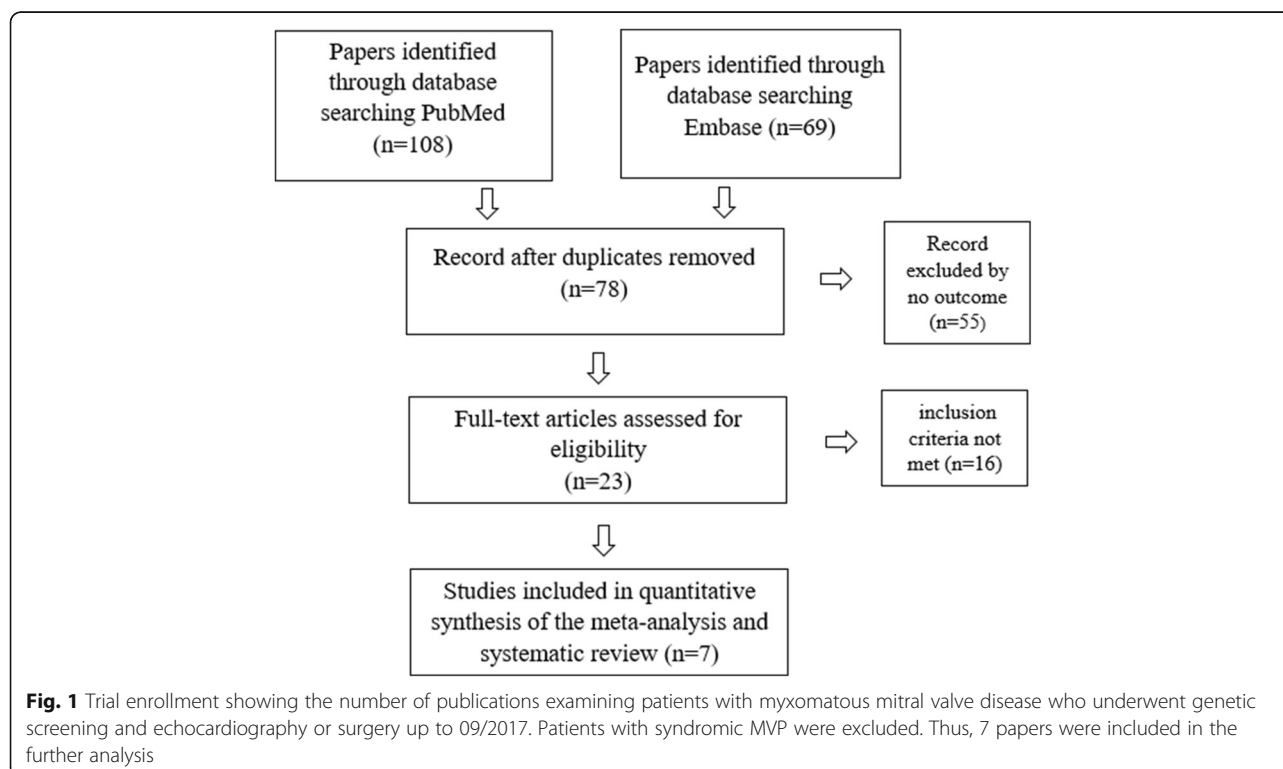 Papers identified
through database
searching PubMed
(n=108)
Papers identified through
database searching
Embase (n=69)
Record after duplicates removed
(n=78)
Record
excluded by
no outcome
(n=55)
Full-text articles assessed for
eligibility
(n=23)
inclusion
criteria not
met (n=16)
Studies included in quantitative
synthesis of the meta-analysis and
systematic review (n=7)
Fig. 1 Trial enrollment showing the number of publications examining patients with myxomatous mitral valve disease who underwent genetic
screening and echocardiography or surgery up to 09/2017. Patients with syndromic MVP were excluded. Thus, 7 papers were included in the
further analysis